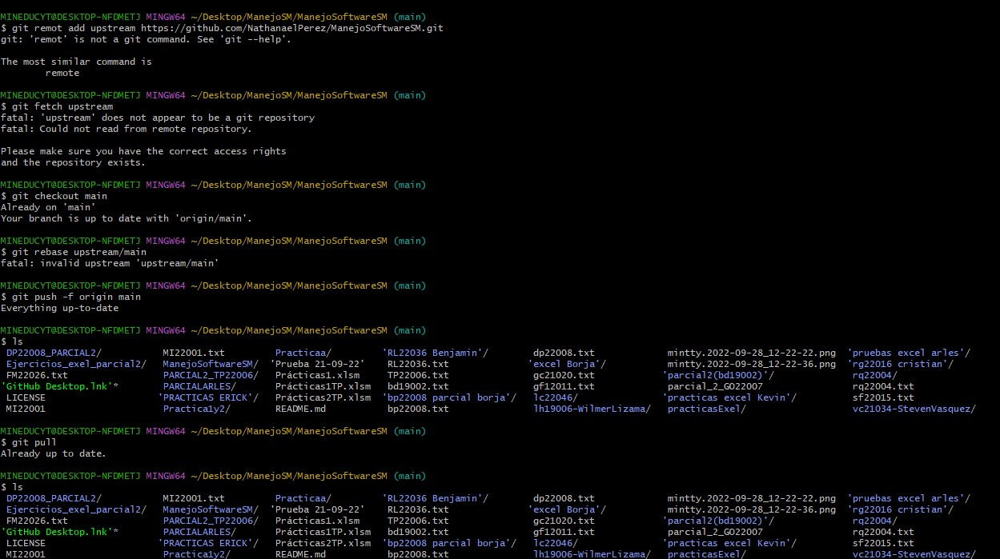 MINEDUCYT@DESKTOP-NFDMETJ MINGW64 ~/Desktop/ManejoSM/ManejoSoftwareSM (main)
$ git remot add upstream https://github.com/NathanaelPerez/ManejoSoftwareSM.git
git: 'remot' is not a git command. See 'git --help'.
The most similar command is
remote
MINEDUCYT@DESKTOP-NFDMETJ MINGW64 ~/Desktop/ManejoSM/ManejoSoftwareSM (main)
$ git fetch upstream
fatal: 'upstream' does not appear to be a git repository
fatal: Could not read from remote repository.
Please make sure you have the correct access rights
and the repository exists.
MINEDUCYT@DESKTOP-NFDMETJ MINGW64 ~/Desktop/ManejoSM/ManejoSoftwareSM (main)
$ git checkout main
Already on 'main'
Your branch is up to date with 'origin/main'.
MINEDUCYT@DESKTOP-NFDMETJ MINGW64 ~/Desktop/ManejoSM/ManejoSoftwareSM (main)
$ git rebase upstream/main
fatal: invalid upstream 'upstream/main'
MINEDUCYT@DESKTOP-NFDMETJ MINGW64 ~/Desktop/ManejoSM/ManejoSoftwareSM (main)
$ git push -f origin main
Everything up-to-date
MINEDUCYT@DESKTOP-NFDMETJ MINGW64 ~/Desktop/ManejoSM/ManejoSoftwareSM (main)
$ ls
DP22008_PARCIAL2/ MI22001.txt Practicaa/ 'RL22036 Benjamin'/ dp22008.txt mintty.2022-09-28_12-22-22.png 'pruebas excel arles'/
Ejercicios_exel_parcial2/ ManejoSoftwareSM/ 'Prueba 21-09-22' RL22036.txt 'excel Borja'/ mintty.2022-09-28_12-22-36.png 'rg22016 cristian'/
FM22026.txt PARCIAL2_TP22006/ Prácticas1.xlsm TP22006.txt gc21020.txt 'parcial2(bd19002)'/ rq22004/
'GitHub Desktop.lnk'* PARCIALARLES/ Prácticas1TP.xlsm bd19002.txt gf12011.txt parcial_2_GO22007 rq22004.txt
LICENSE 'PRACTICAS ERICK'/ Prácticas2TP.xlsm 'bp22008 parcial borja'/ lc22046/ 'practicas excel Kevin'/ sf22015.txt
MI22001 Practica1y2/ README.md bp22008.txt lh19006-WilmerLizama/ practicasExel/ vc21034-StevenVasquez/
MINEDUCYT@DESKTOP-NFDMETJ MINGW64 ~/Desktop/ManejoSM/ManejoSoftwareSM (main)
$ git pull
Already up to date.
MINEDUCYT@DESKTOP-NFDMETJ MINGW64 ~/Desktop/ManejoSM/ManejoSoftwareSM (main)
$ ls
DP22008_PARCIAL2/ MI22001.txt Practicaa/ 'RL22036 Benjamin'/ dp22008.txt mintty.2022-09-28_12-22-22.png 'pruebas excel arles'/
Ejercicios_exel_parcial2/ ManejoSoftwareSM/ 'Prueba 21-09-22' RL22036.txt 'excel Borja'/ mintty.2022-09-28_12-22-36.png 'rg22016 cristian'/
FM22026.txt PARCIAL2_TP22006/ Prácticas1.xlsm TP22006.txt gc21020.txt 'parcial2(bd19002)'/ rq22004/
'GitHub Desktop.lnk'* PARCIALARLES/ Prácticas1TP.xlsm bd19002.txt gf12011.txt parcial_2_GO22007 rq22004.txt
LICENSE 'PRACTICAS ERICK'/ Prácticas2TP.xlsm 'bp22008 parcial borja'/ lc22046/ 'practicas excel Kevin'/ sf22015.txt
MI22001 Practica1y2/ README.md bp22008.txt lh19006-WilmerLizama/ practicasExel/ vc21034-StevenVasquez/